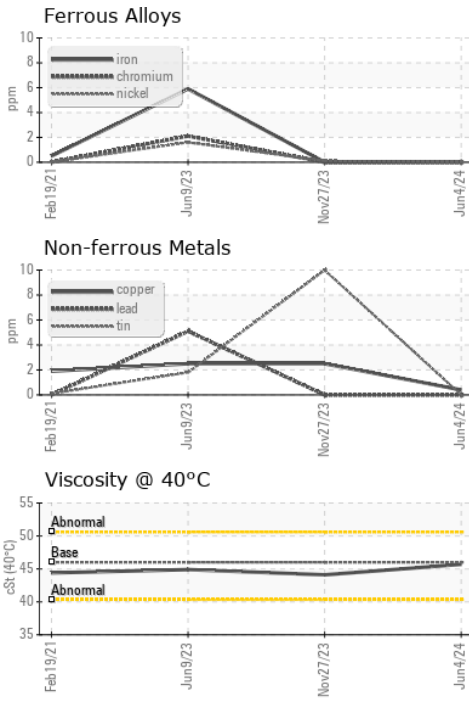 Ferrous Alloys
10
8
6
4
2
0
ppm
iron
chromium
nickel
Feb19/21
Jun9/23
Nov27/23
Jun4/24
Non-ferrous Metals
10
8
6
4
2
0
ppm
copper
lead
tin
Feb19/21
Jun9/23
Nov27/23
Jun4/24
Viscosity @ 40°C
55
50
45
40
35
cSt (40°C)
Abnormal
Base
Abnormal
Feb19/21
Jun9/23
Nov27/23
Jun4/24